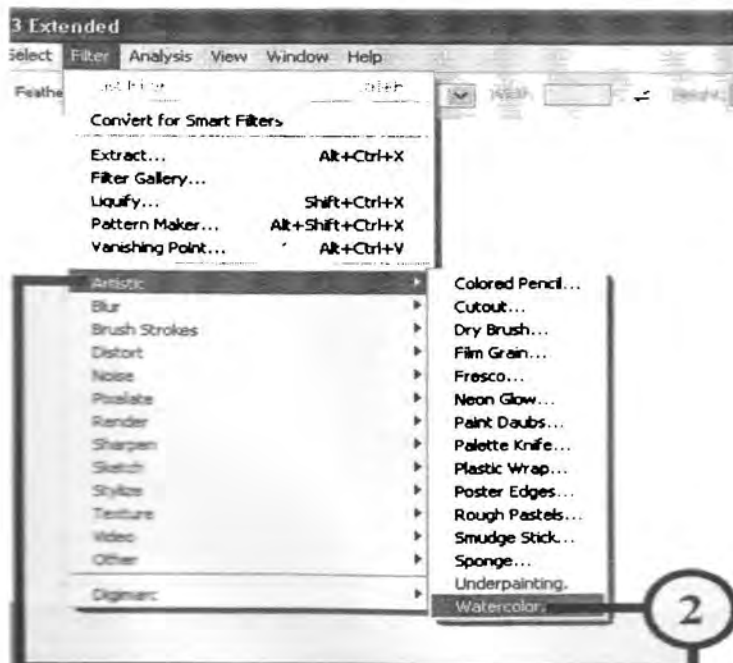 3 Extended
Select Filter Analysis View Window Help
Feathe
Convert for Smart Filters
Extract... Alt+Ctrl+X
Filter Gallery...
Liquify... Shift+Ctrl+X
Pattern Maker... Alt+Shift+Ctrl+X
Vanishing Point... Alt+Ctrl+V
Artistic
Blur
Brush Strokes
Distort
Noise
Pixelate
Render
Sharpen
Sketch
Stylize
Texture
Video
Other
Digimarc
Colored Pencil...
Cutout...
Dry Brush...
Film Grain...
Fresco...
Neon Glow...
Paint Daubs...
Palette Knife...
Plastic Wrap...
Poster Edges...
Rough Pastels...
Smudge Stick...
Sponge...
Underpainting.
Watercolor.
2